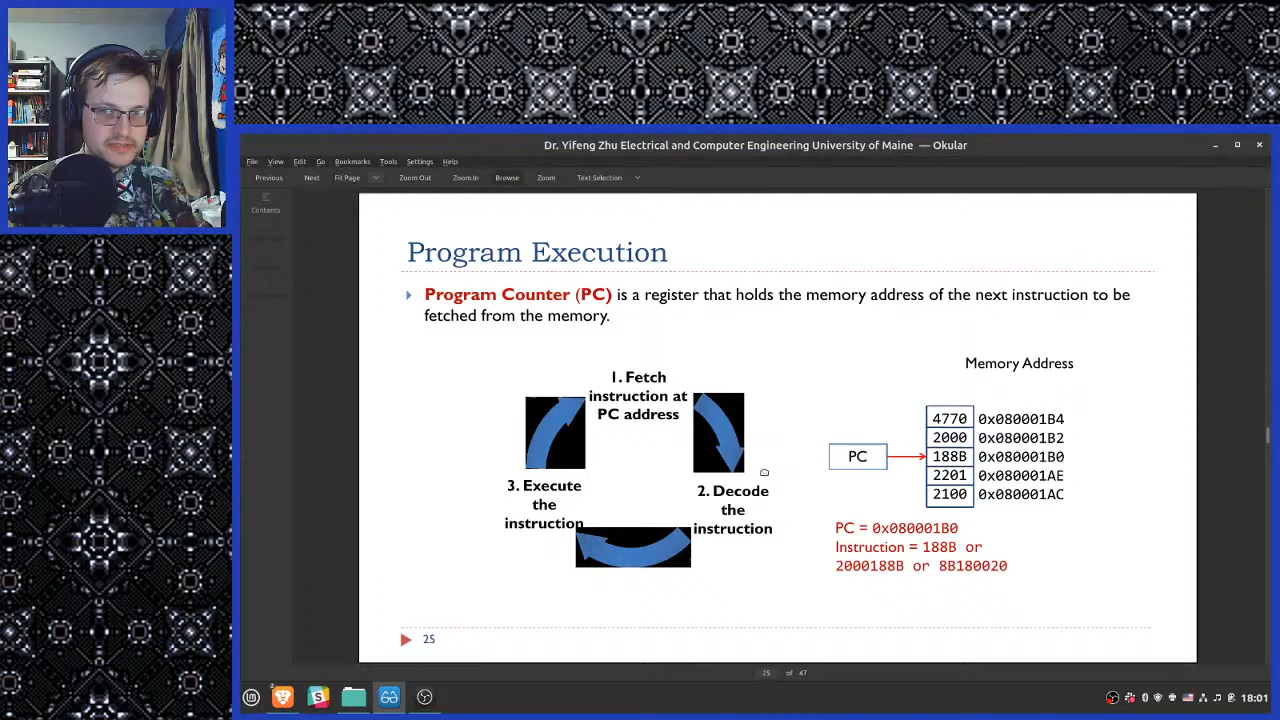 Dr. Yifeng Zhu Electrical and Computer Engineering University of Maine — Okular
File View Edit Go Bookmarks Tools Settings Help
Previous Next Fit Page Zoom Out Zoom In Browse Zoom Text Selection
Contents
Program Execution
Program Counter (PC) is a register that holds the memory address of the next instruction to be
fetched from the memory.
Memory Address
1. Fetch
instruction at
PC address
2. Decode
the
instruction
3. Execute
the
instruction
PC
4770 0x080001B4
2000 0x080001B2
188B 0x080001B0
2201 0x080001AE
2100 0x080001AC
PC = 0x080001B0
Instruction = 188B or
2000188B or 8B180020
25
25 of 47
18:01